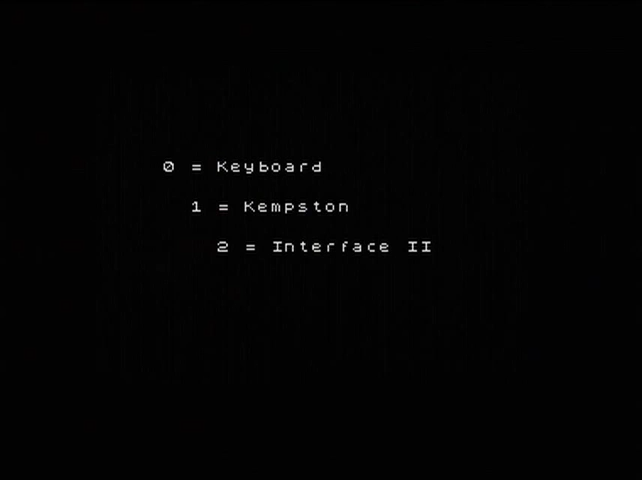 0 = Keyboard
1 = Kempston
2 = Interface II